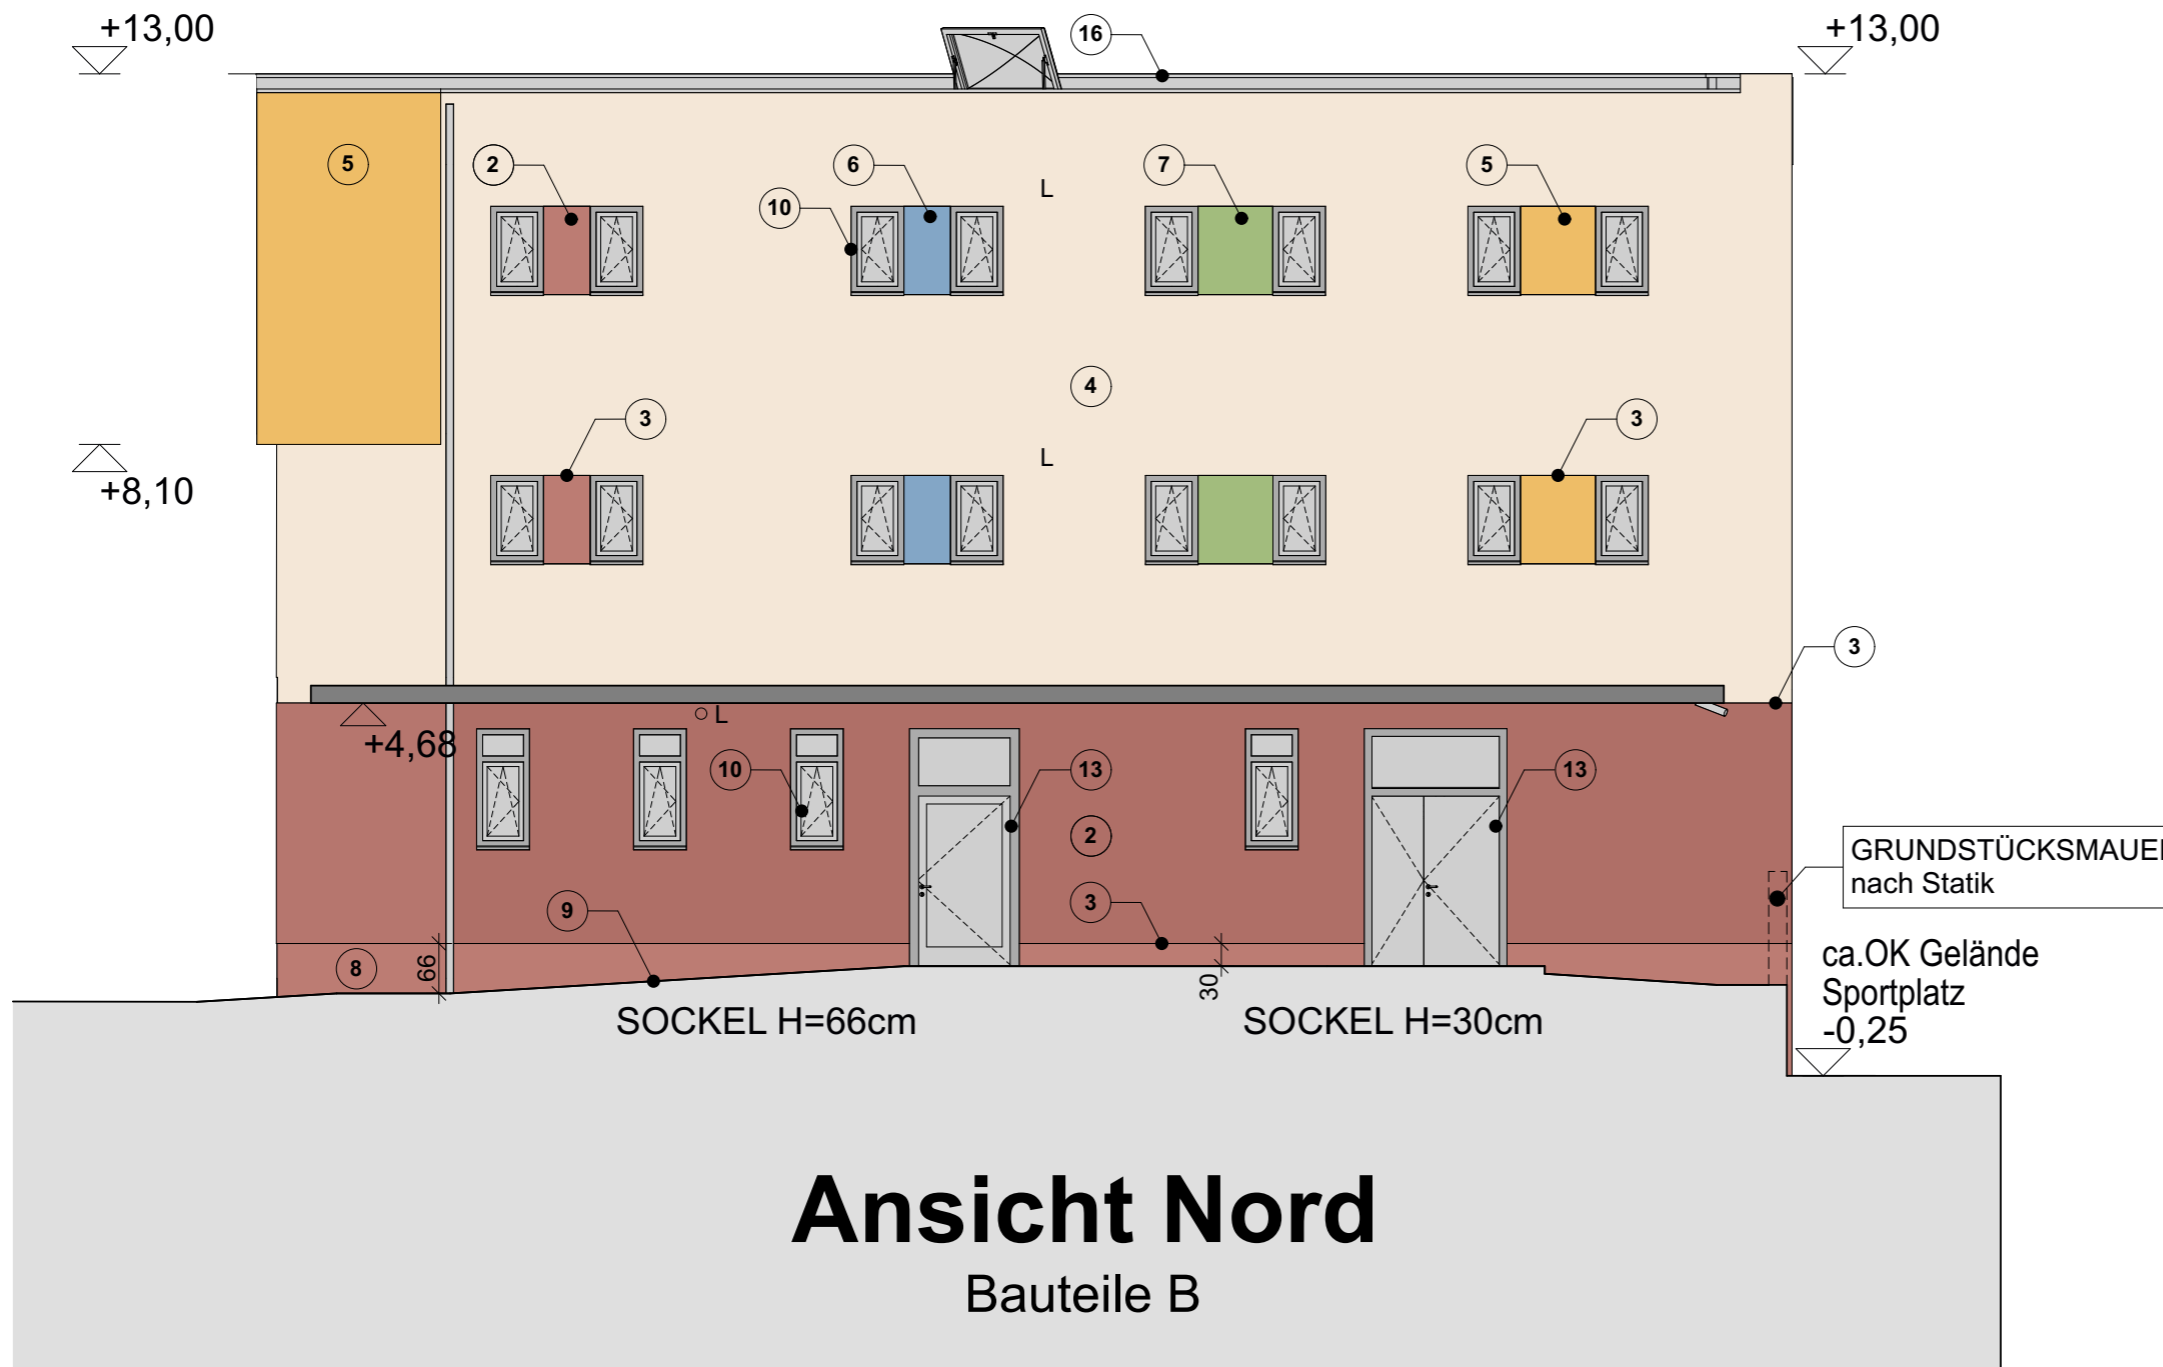 +13,00
16
+13,00
5
2
6
7
5
10
L
4
3
3
L
+8,10
3
L
+4,68
10
13
13
2
GRUNDSTÜCKSMAUE
nach Statik
9
3
8
66
30
ca.OK Gelände
Sportplatz
-0,25
SOCKEL H=66cm
SOCKEL H=30cm
Ansicht Nord
Bauteile B